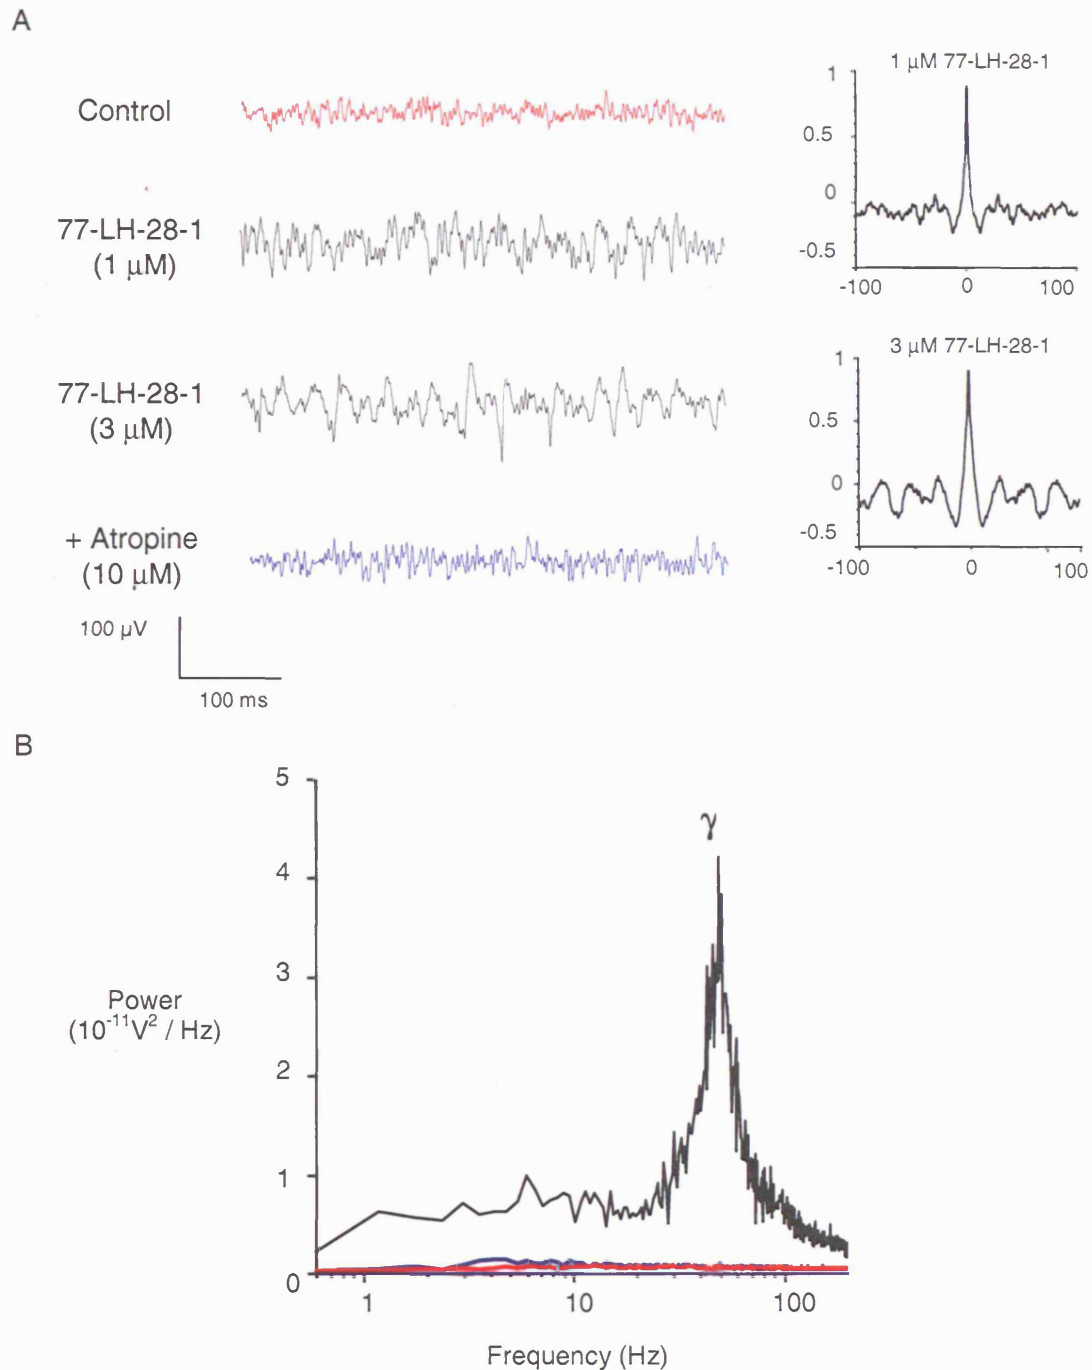 A
Control
77-LH-28-1
(1 µM)
77-LH-28-1
(3 µM)
+ Atropine
(10 µM)
100 µV
100 ms
1 µM 77-LH-28-1
1
0.5
0
-0.5
-100
0
100
3 µM 77-LH-28-1
1
0.5
0
-0.5
-100
0
100
B
γ
5
4
3
2
1
0
Power
(10⁻¹¹V² / Hz)
1
10
100
Frequency (Hz)